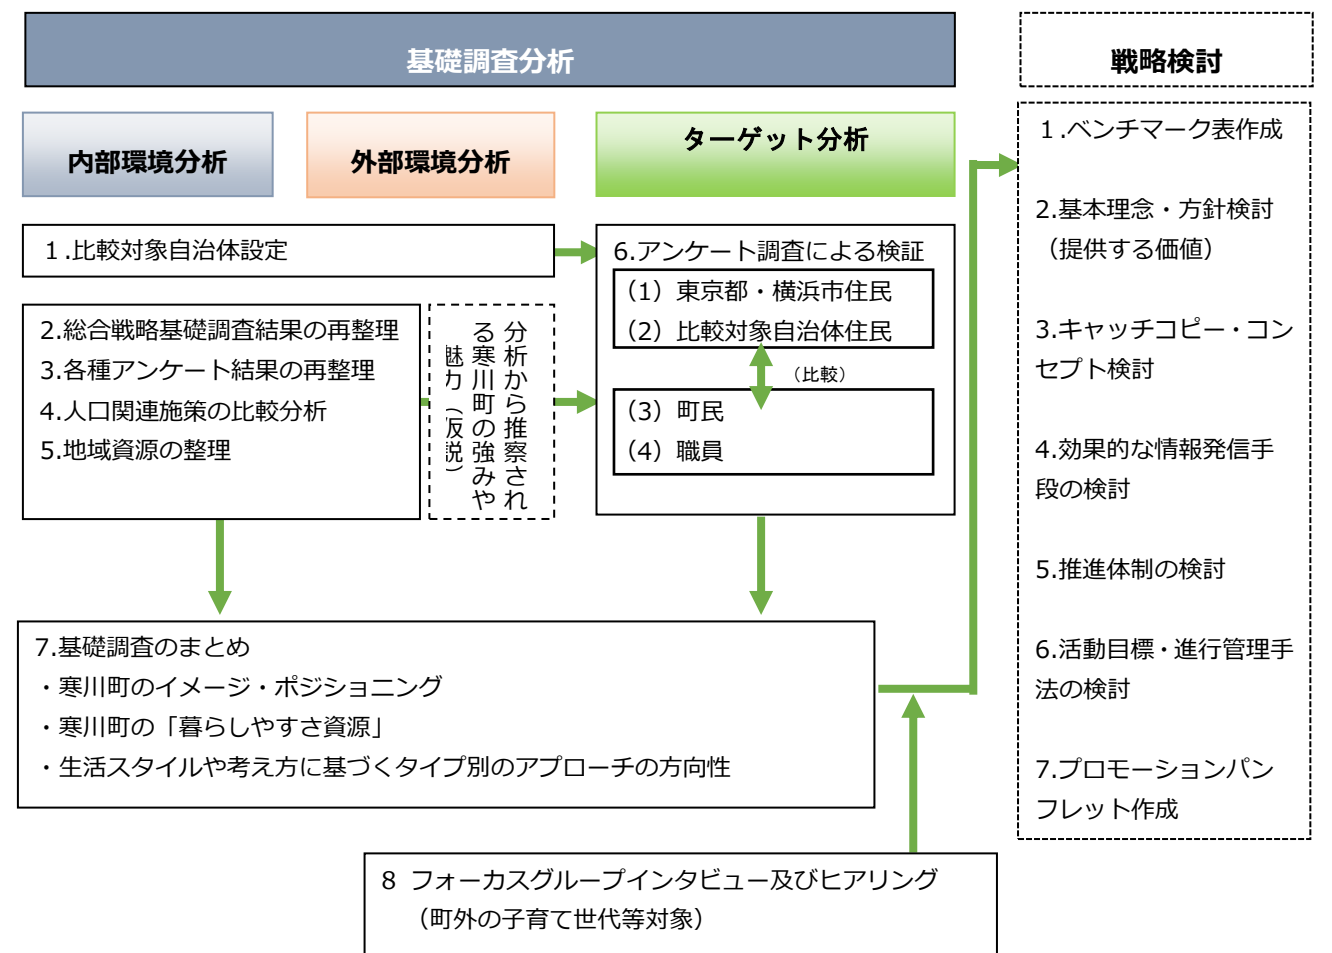 基礎調査分析
戦略検討
内部環境分析
外部環境分析
ターゲット分析
１.比較対象自治体設定
2.総合戦略基礎調査結果の再整理
3.各種アンケート結果の再整理
4.人口関連施策の比較分析
5.地域資源の整理
分析から推察され
る寒川町の強みや
魅力（仮説）
6.アンケート調査による検証
（1）東京都・横浜市住民
（2）比較対象自治体住民
（比較）
（3）町民
（4）職員
7.基礎調査のまとめ
・寒川町のイメージ・ポジショニング
・寒川町の「暮らしやすさ資源」
・生活スタイルや考え方に基づくタイプ別のアプローチの方向性
8 フォーカスグループインタビュー及びヒアリング
（町外の子育て世代等対象）
１.ベンチマーク表作成
2.基本理念・方針検討
（提供する価値）
3.キャッチコピー・コン
セプト検討
4.効果的な情報発信手
段の検討
5.推進体制の検討
6.活動目標・進行管理手
法の検討
7.プロモーションパン
フレット作成